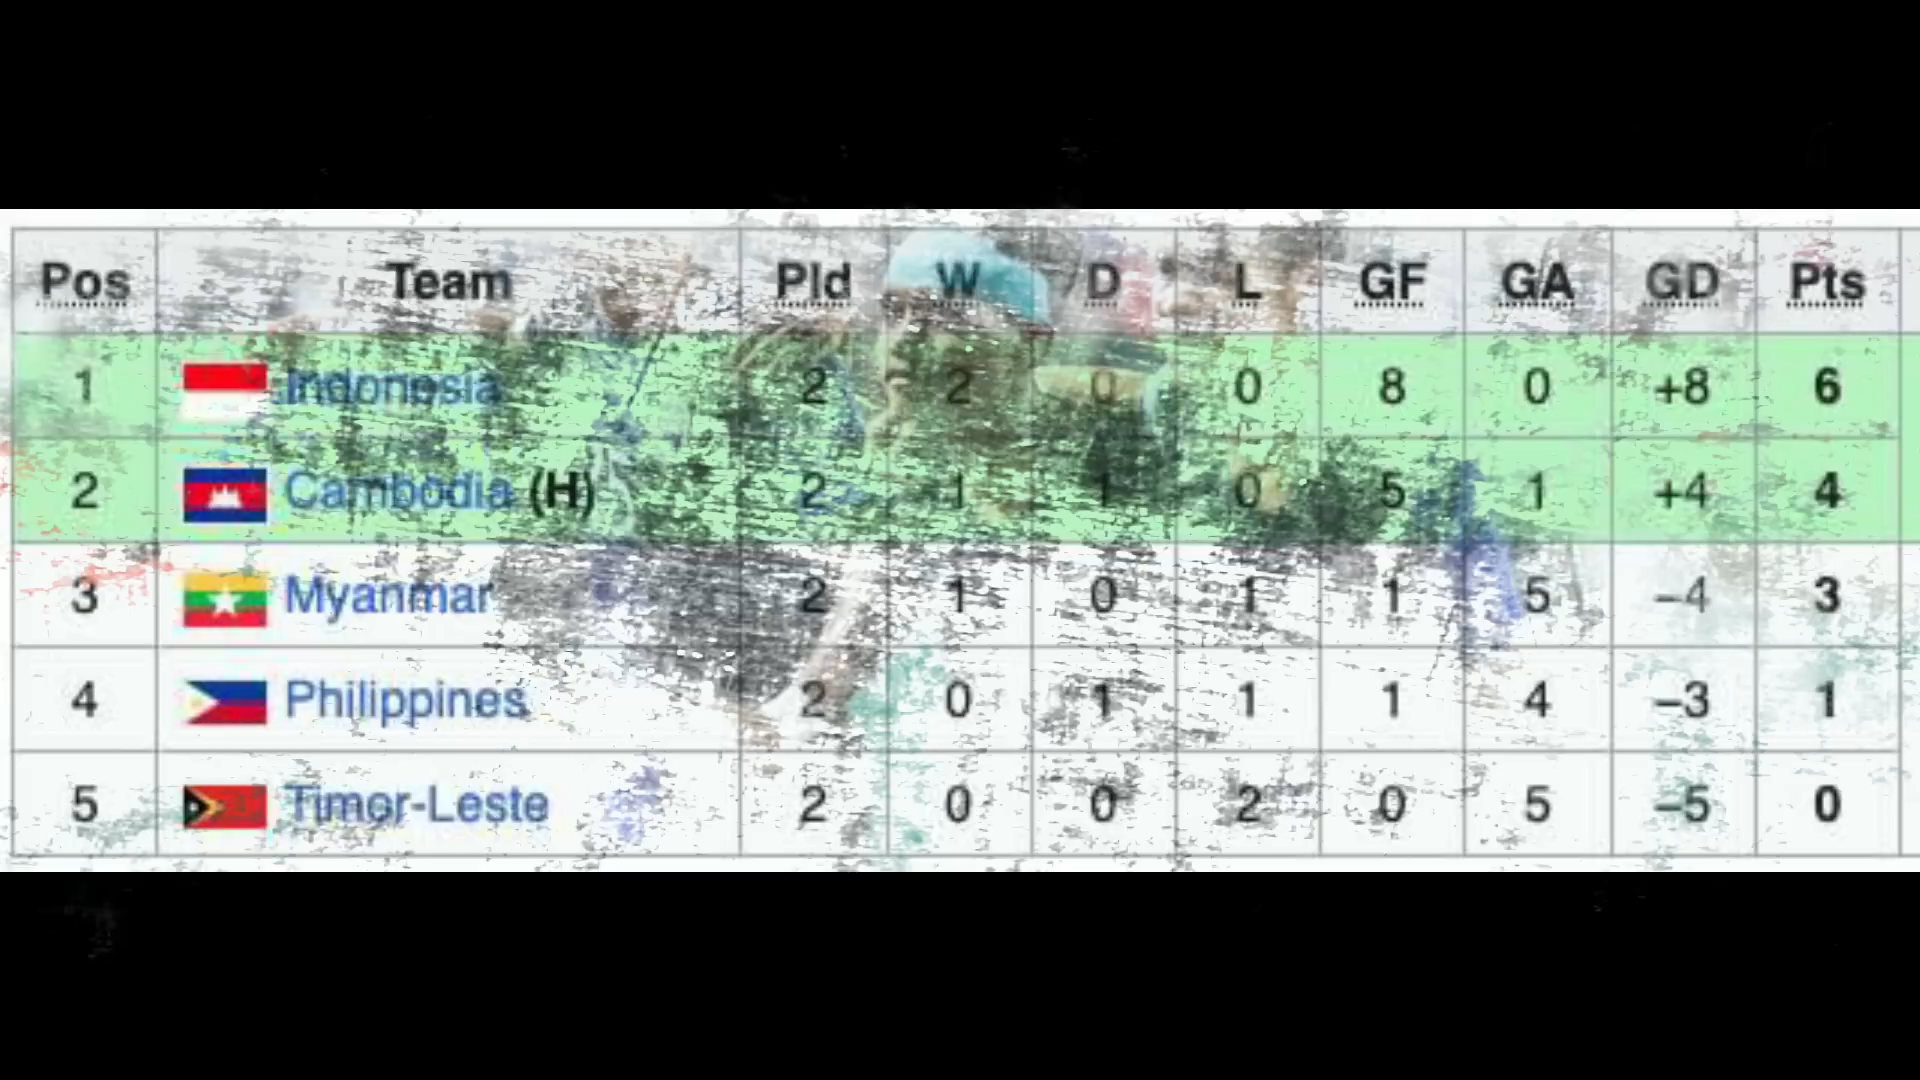 Pos Team Pld W D L GF GA GD Pts
1 Indonesia 2 2 0 0 8 0 +8 6
2 Cambodia (H) 2 1 1 0 5 1 +4 4
3 Myanmar 2 1 0 1 1 5 –4 3
4 Philippines 2 0 1 1 1 4 –3 1
5 Timor-Leste 2 0 0 2 0 5 –5 0